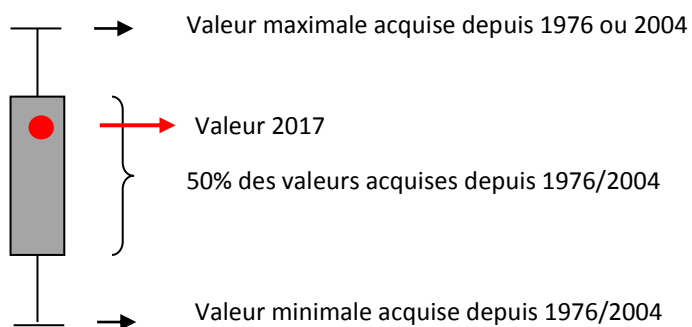 Valeur maximale acquise depuis 1976 ou 2004
Valeur 2017
50% des valeurs acquises depuis 1976/2004
Valeur minimale acquise depuis 1976/2004